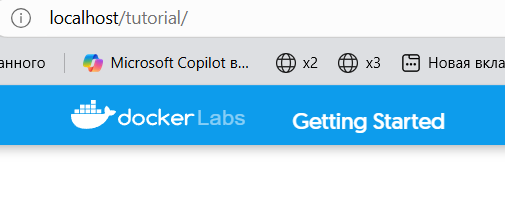 localhost/tutorial/
анного Microsoft Copilot в... x2 x3 Новая вкла
docker Labs Getting Started